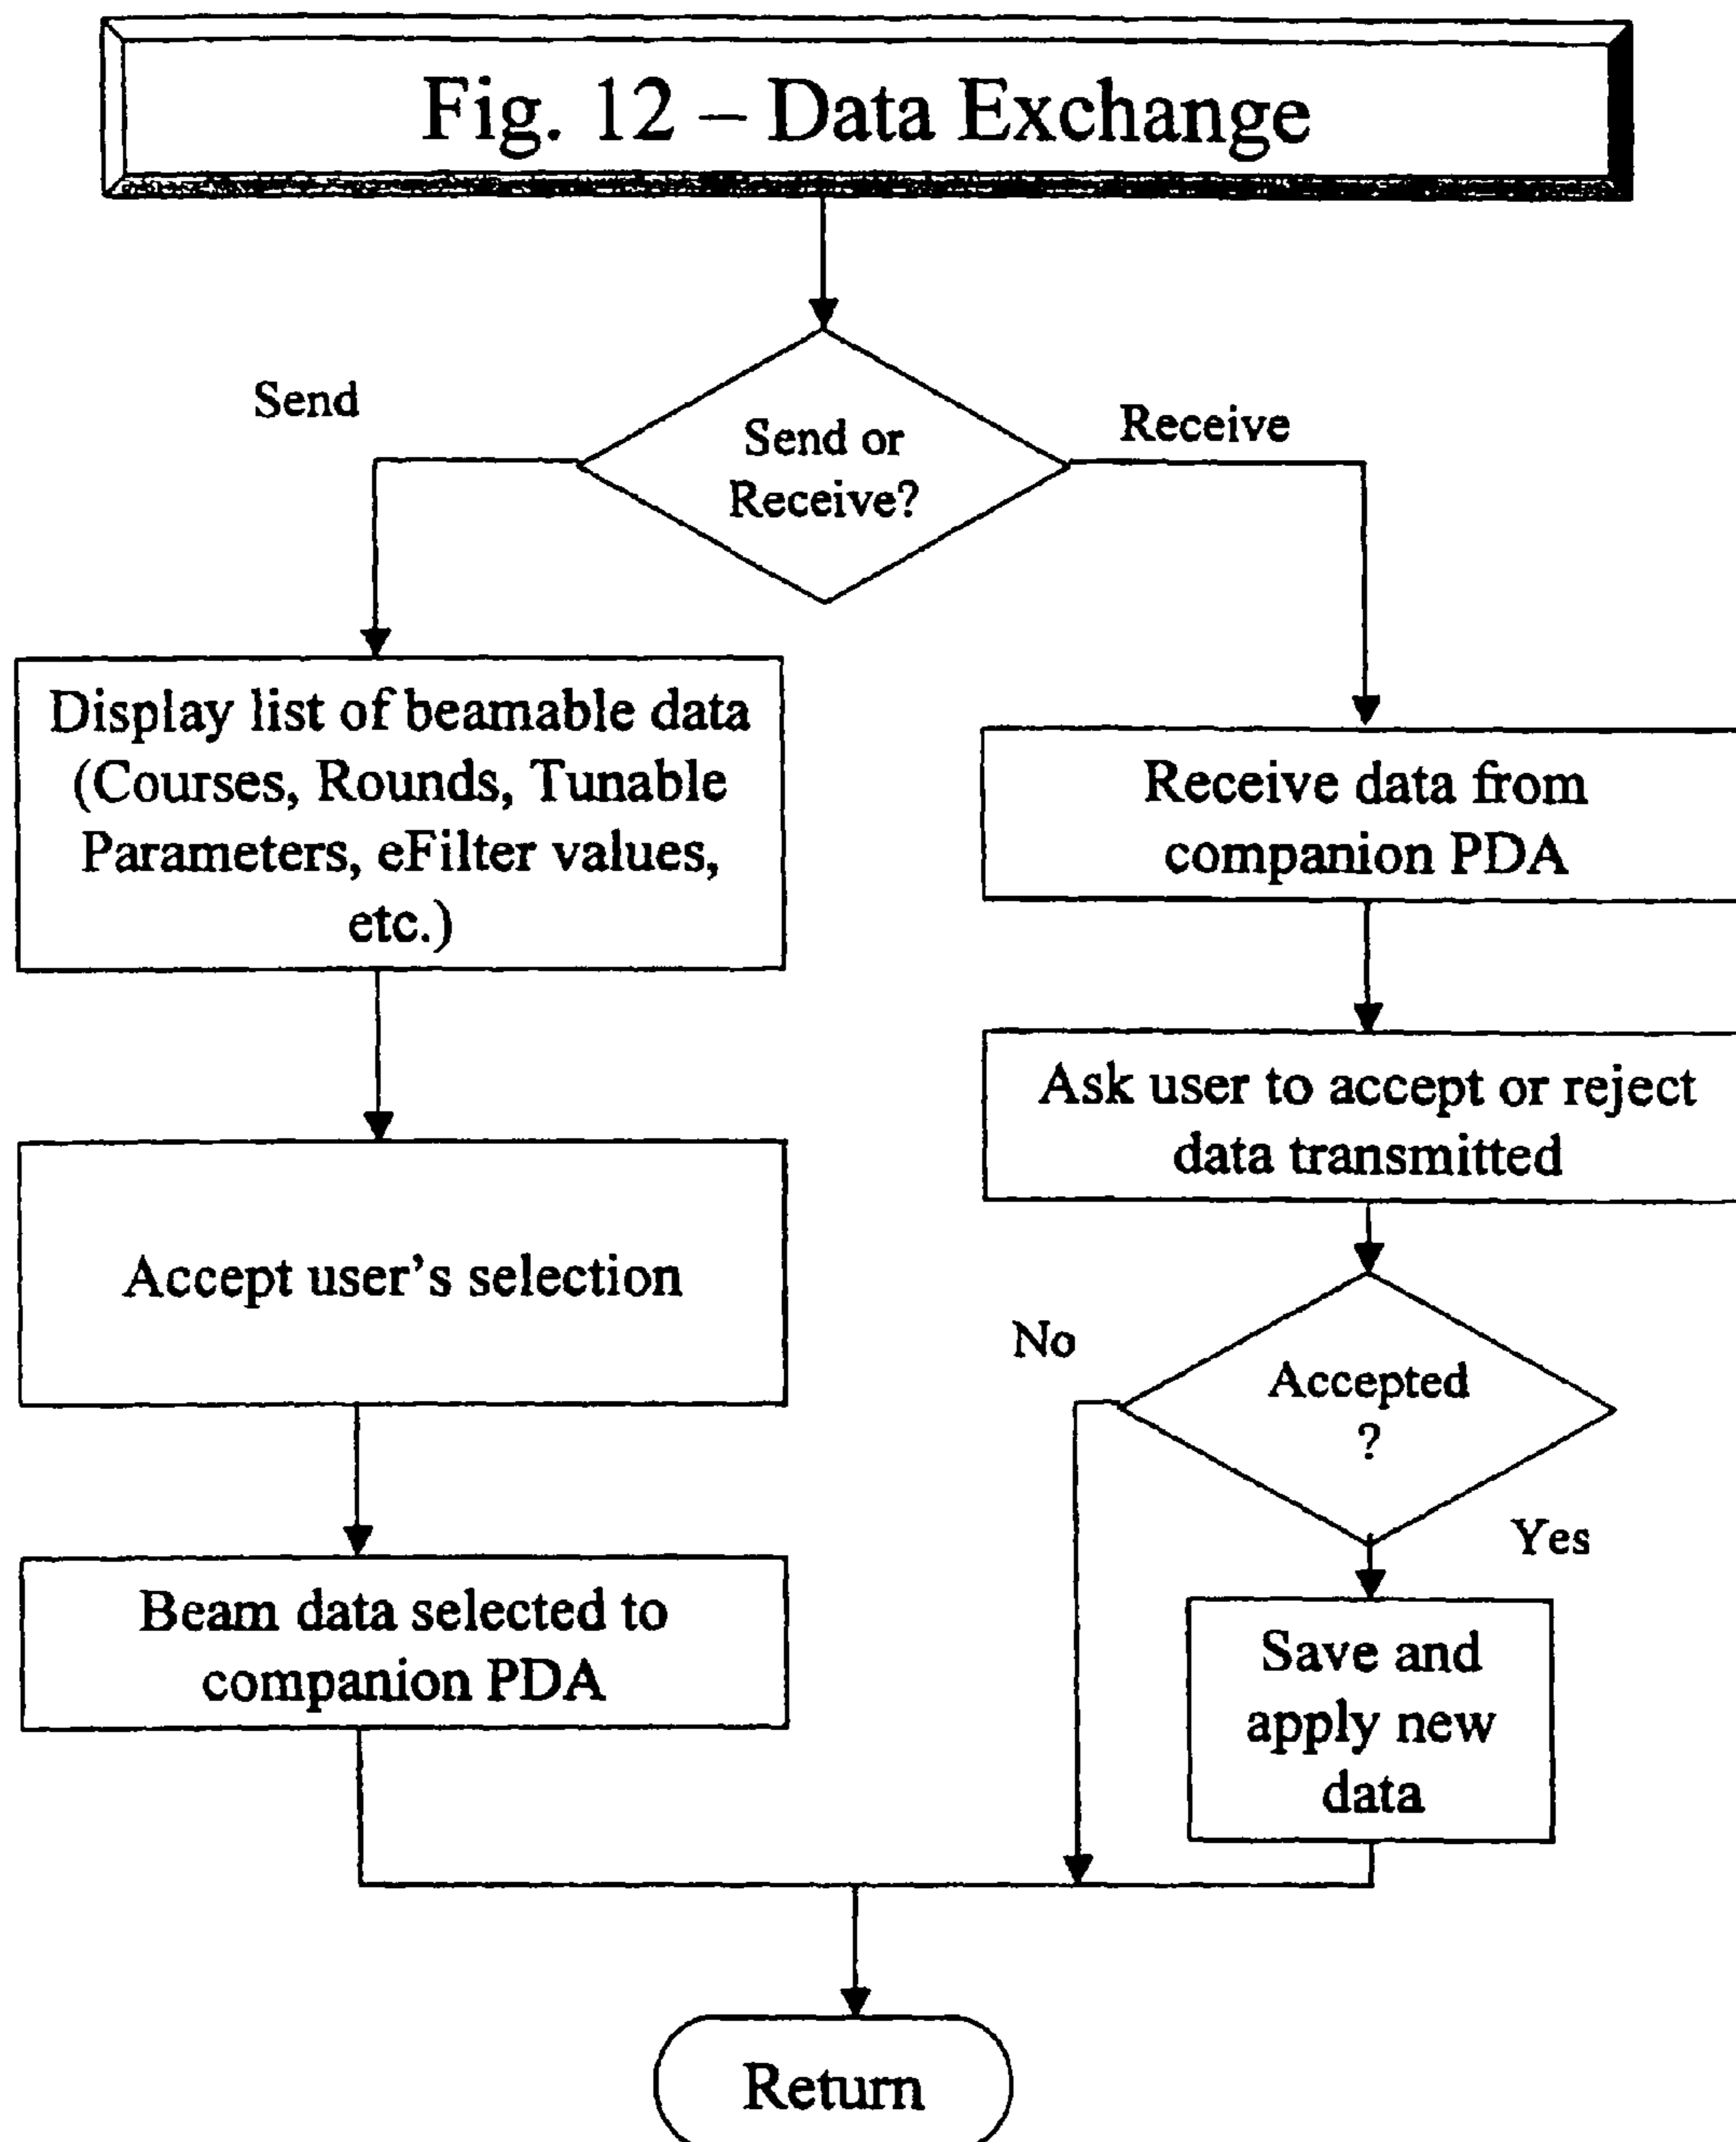 Fig. 12 – Data Exchange
Send
Send or
Receive?
Receive
Display list of beamable data
(Courses, Rounds, Tunable
Parameters, eFilter values,
etc.)
Accept user's selection
Beam data selected to
companion PDA
Receive data from
companion PDA
Ask user to accept or reject
data transmitted
No
Accepted
?
Yes
Save and
apply new
data
Return